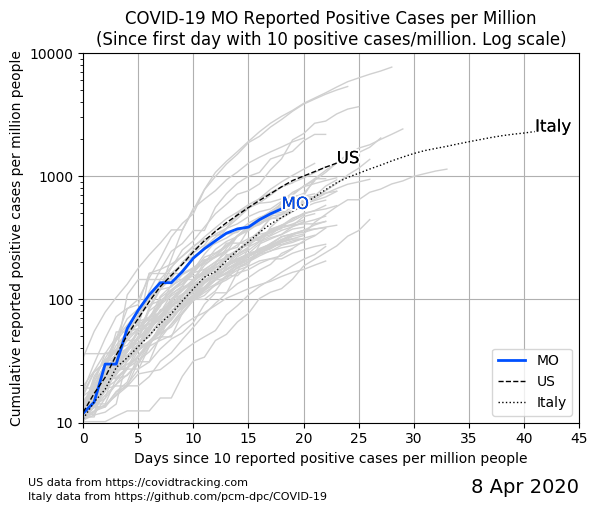 COVID-19 MO Reported Positive Cases per Million
(Since first day with 10 positive cases/million. Log scale)
Cumulative reported positive cases per million people
10000
1000
100
10
Italy
US
MO
MO
US
Italy
0 5 10 15 20 25 30 35 40 45
Days since 10 reported positive cases per million people
US data from https://covidtracking.com
Italy data from https://github.com/pcm-dpc/COVID-19
8 Apr 2020